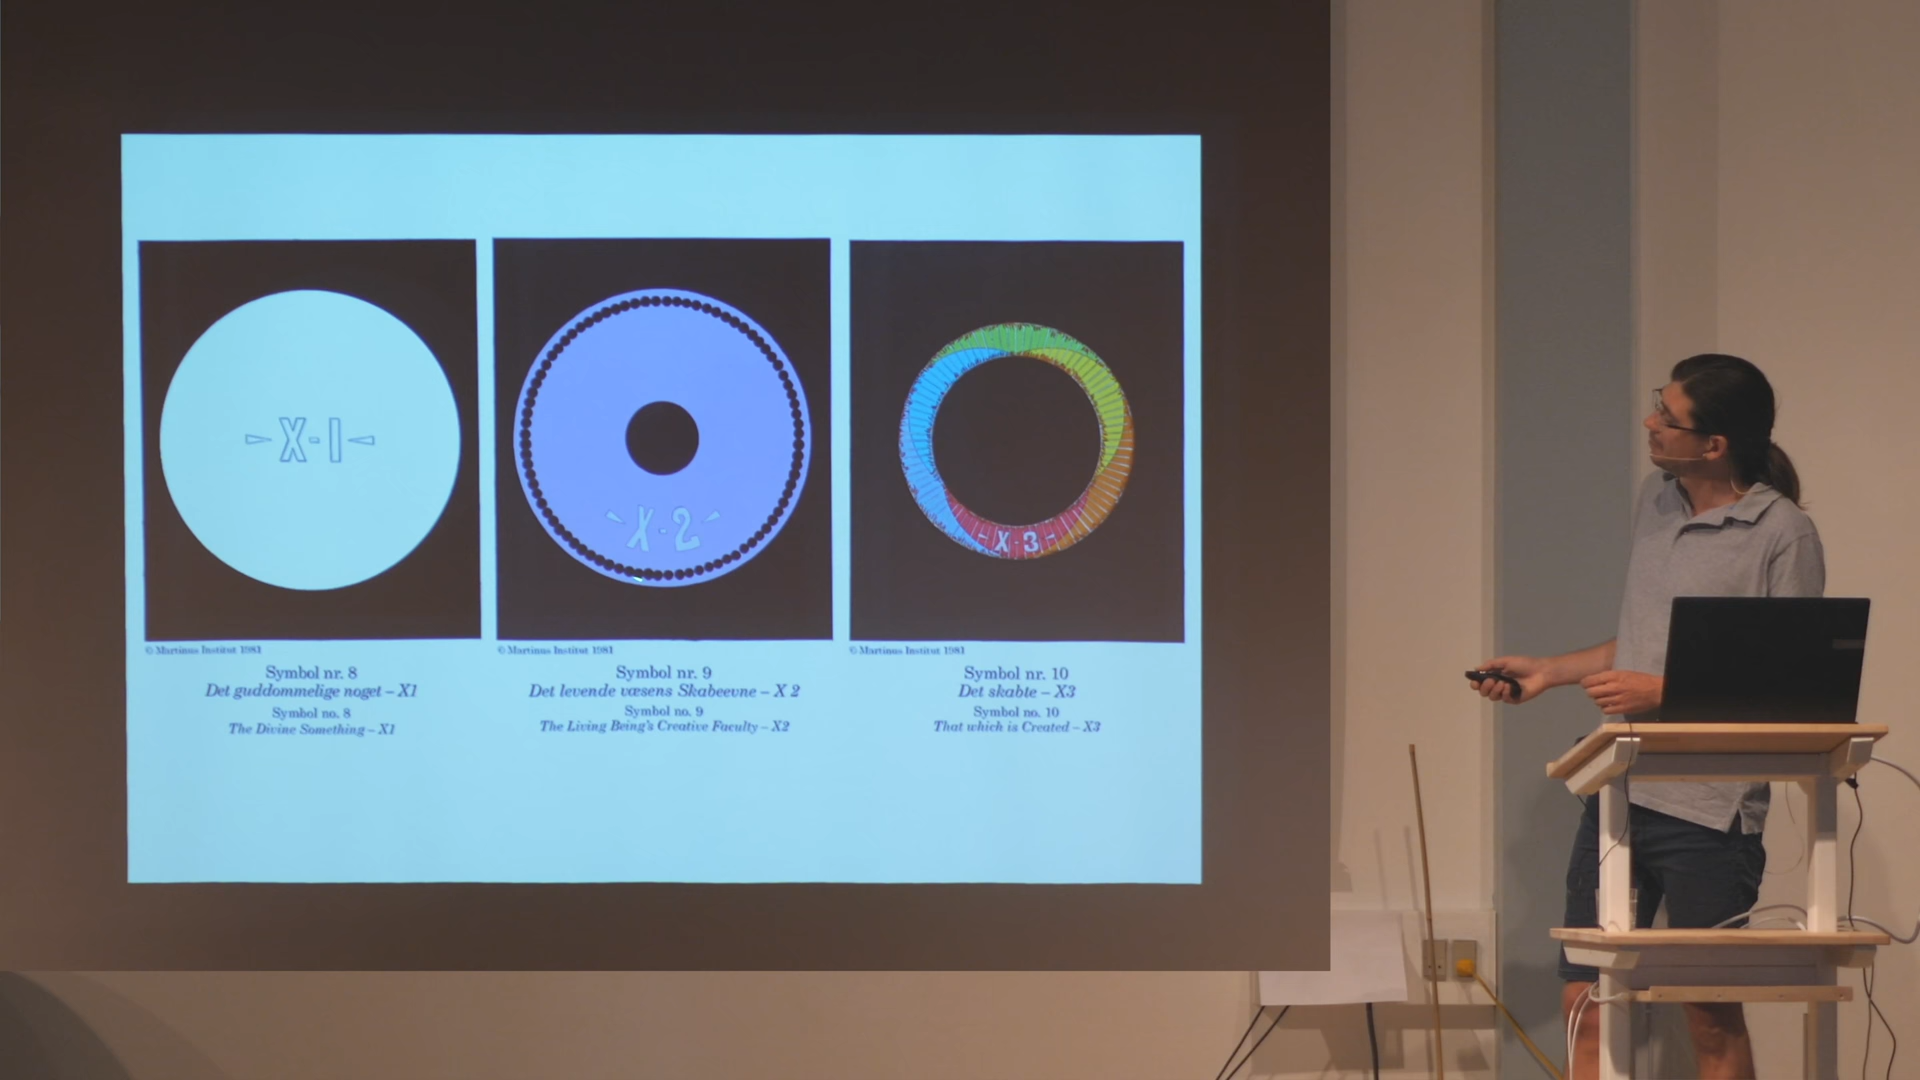 X-1
X-2
X-3
© Martinus Institut 1981
Symbol nr. 8
Det guddommelige noget – X1
Symbol no. 8
The Divine Something – X1
© Martinus Institut 1981
Symbol nr. 9
Det levende væsens Skabeevne – X 2
Symbol no. 9
The Living Being's Creative Faculty – X2
© Martinus Institut 1981
Symbol nr. 10
Det skabte – X3
Symbol no. 10
That which is Created – X3